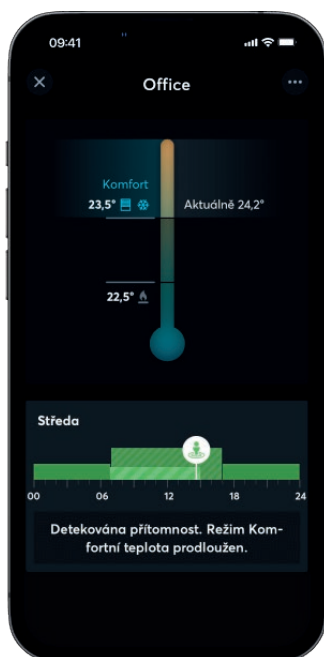 09:41
Office
Komfort
23,5°
Aktuálně 24,2°
22,5°
Středa
00 06 12 18 24
Detekována přítomnost. Režim Kom-
fortní teplota prodloužen.